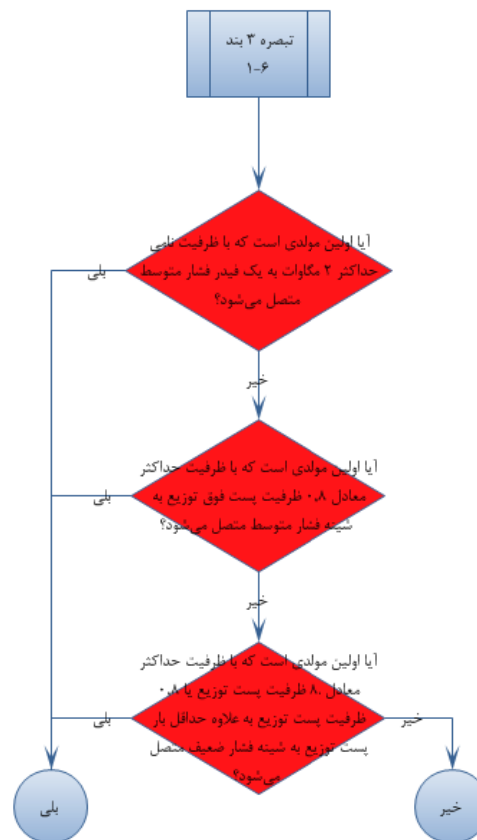 تبصره ۳ بند
۱-۶
آیا اولین مولدی است که با ظرفیت نامی
حداکثر ۲ مگاوات به یک فیدر فشار متوسط
متصل می‌شود؟
بلی
خیر
آیا اولین مولدی است که با ظرفیت حداکثر
معادل ۰٫۸ ظرفیت پست فوق توزیع به
شینه فشار متوسط متصل می‌شود؟
بلی
خیر
آیا اولین مولدی است که با ظرفیت حداکثر
معادل ۸. ظرفیت پست توزیع یا ۰٫۸
ظرفیت پست توزیع به علاوه حداقل بار
پست توزیع به شینه فشار ضعیف متصل
می‌شود؟
بلی
خیر
بلی
خیر